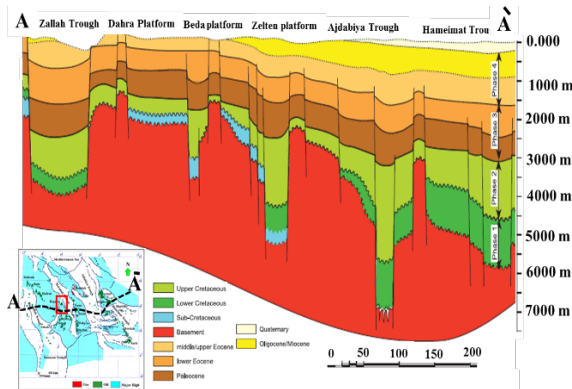 A Zallah Trough Dahra Platform Beda platform Zelten platform Ajdabiya Trough Hameimat Trou À
0.000
1000 m
2000 m
3000 m
4000 m
5000 m
6000 m
7000 m
Phase 4
Phase 3
Phase 2
Phase 1
A A
N
Upper Cretaceous
Lower Cretaceous
Sub-Cretaceous
Basement
middle/upper Eocene
lower Eocene
Paleocene
Quaternary
Oligocene/Miocene
0 50 100 150 200